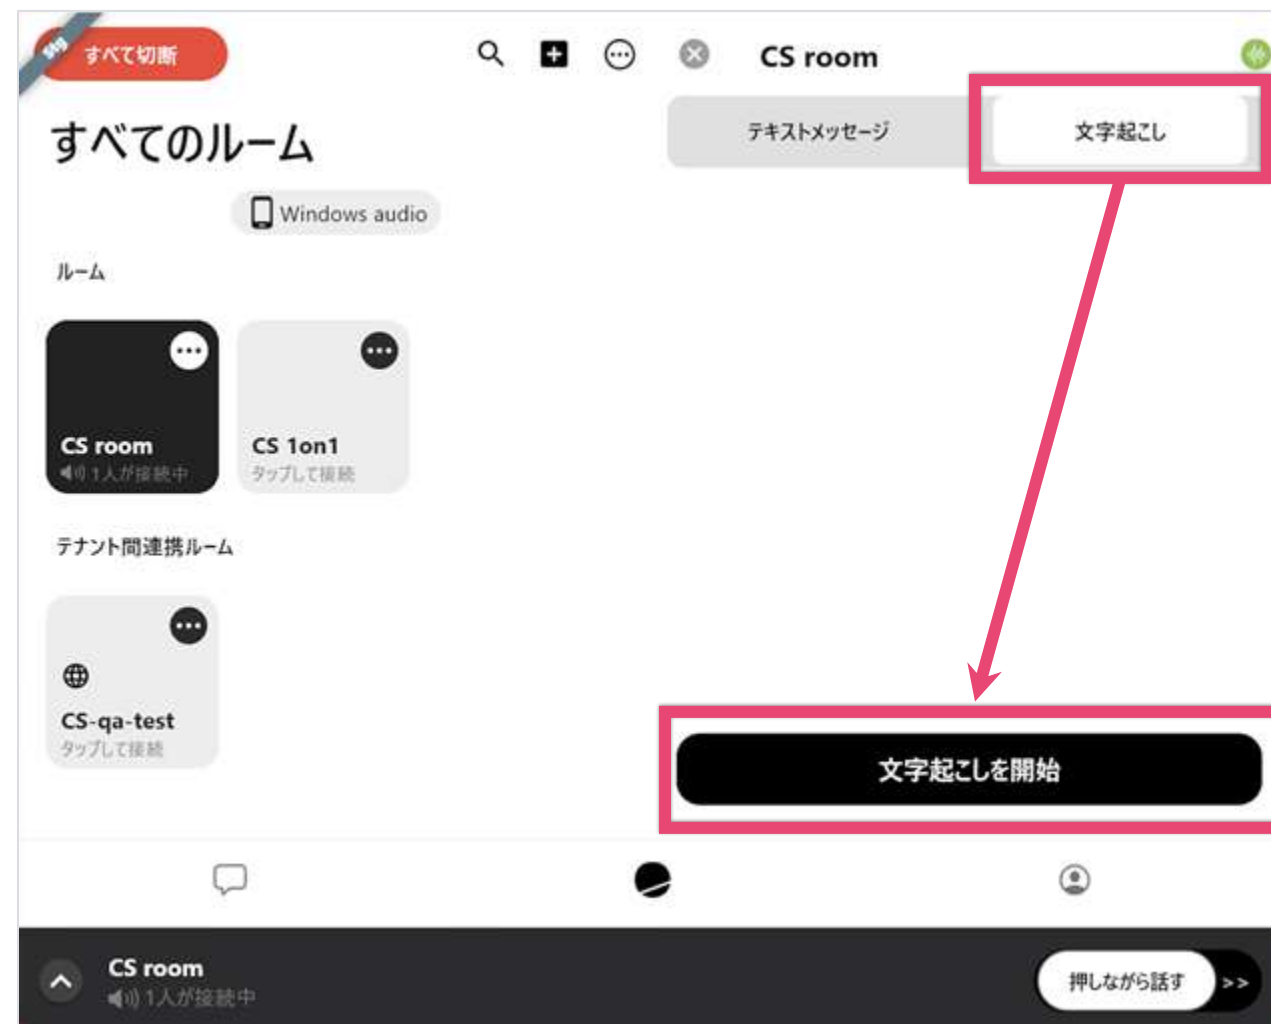 stg
すべて切断
すべてのルーム
Windows audio
ルーム
CS room
1人が接続中
CS 1on1
タップして接続
テナント間連携ルーム
CS-qa-test
タップして接続
CS room
テキストメッセージ
文字起こし
文字起こしを開始
CS room
1人が接続中
押しながら話す
>>